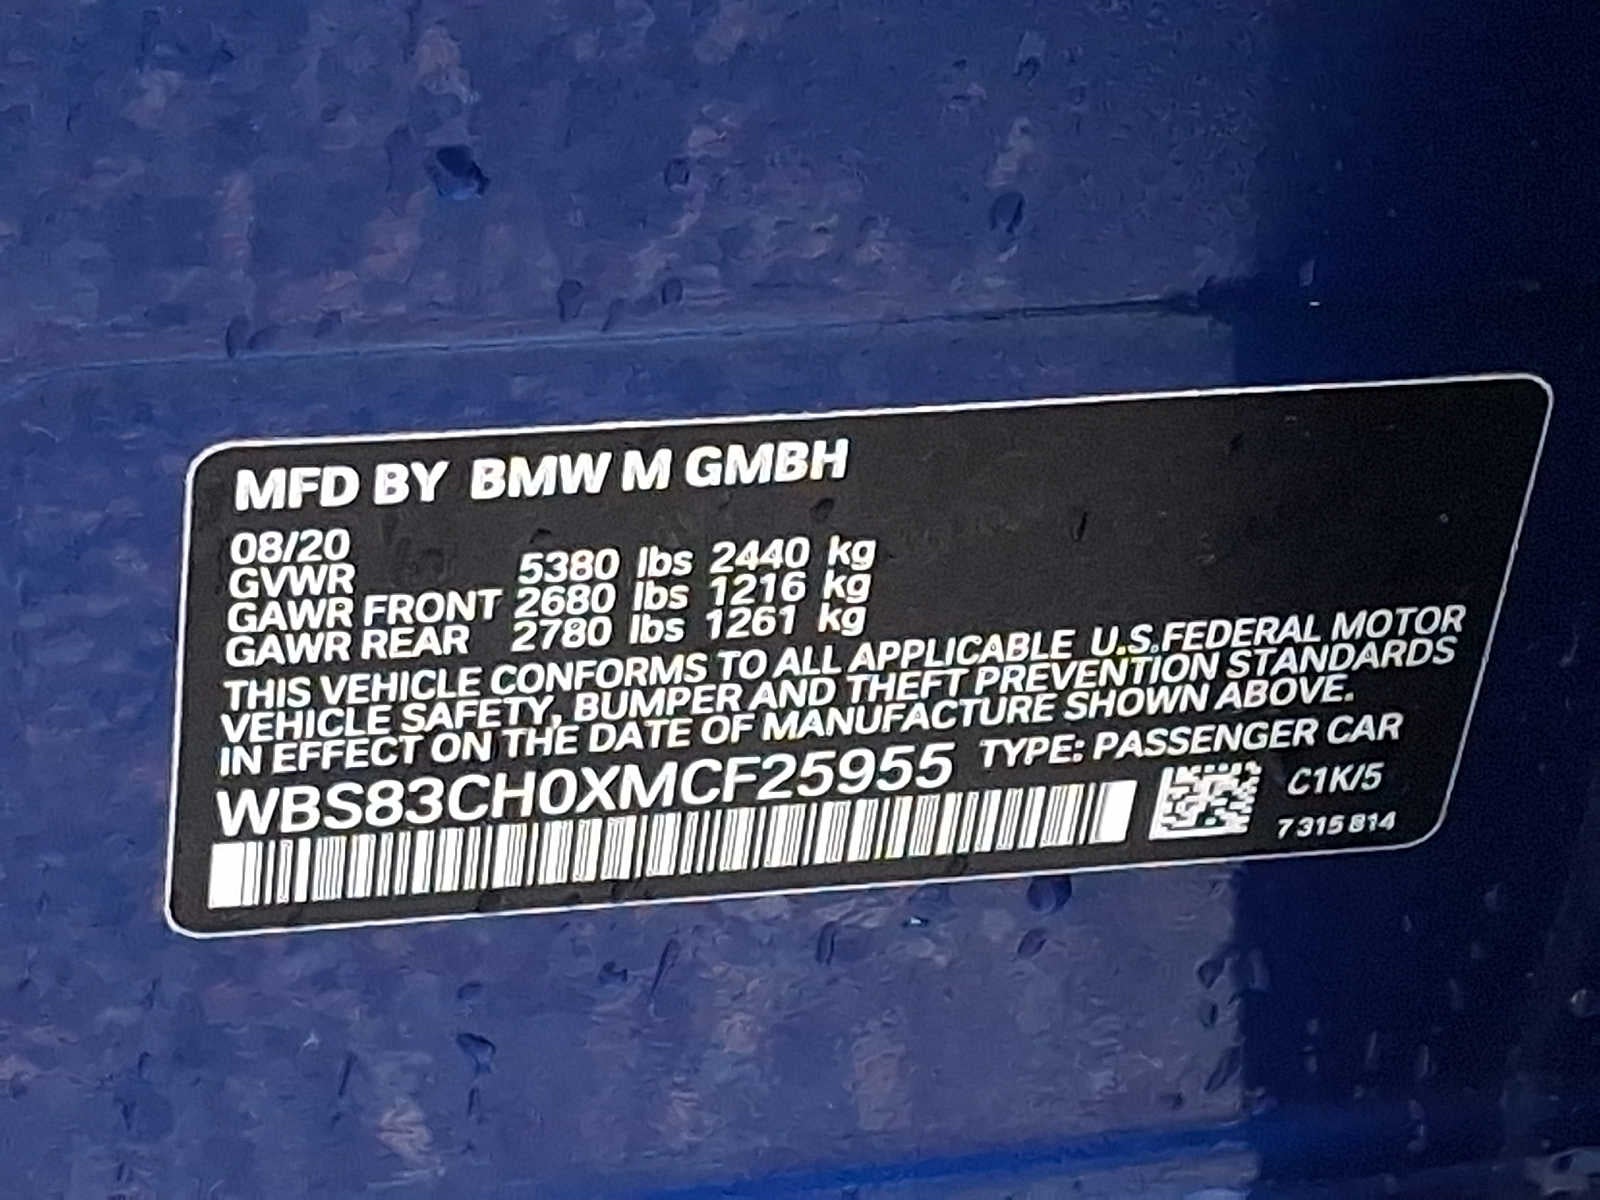 MFD BY BMW M GMBH
08/20
GVWR 5380 lbs 2440 kg
GAWR FRONT 2680 lbs 1216 kg
GAWR REAR 2780 lbs 1261 kg
THIS VEHICLE CONFORMS TO ALL APPLICABLE U.S.FEDERAL MOTOR
VEHICLE SAFETY, BUMPER AND THEFT PREVENTION STANDARDS
IN EFFECT ON THE DATE OF MANUFACTURE SHOWN ABOVE.
WBS83CH0XMCF25955 TYPE: PASSENGER CAR
C1K/5
7 315 814